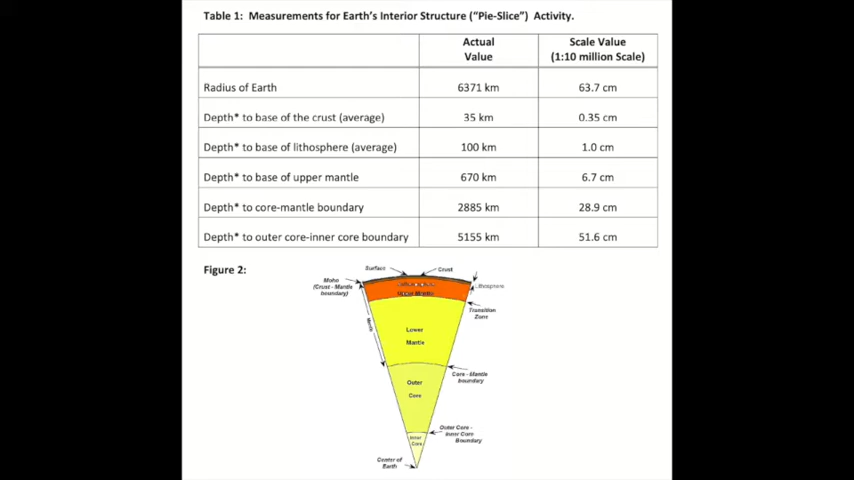 Table 1: Measurements for Earth's Interior Structure ("Pie-Slice") Activity.
Actual Value
Scale Value (1:10 million Scale)
Radius of Earth 6371 km 63.7 cm
Depth* to base of the crust (average) 35 km 0.35 cm
Depth* to base of lithosphere (average) 100 km 1.0 cm
Depth* to base of upper mantle 670 km 6.7 cm
Depth* to core-mantle boundary 2885 km 28.9 cm
Depth* to outer core-inner core boundary 5155 km 51.6 cm
Figure 2:
Surface
Crust
Moho
(Crust - Mantle
boundary)
Lithosphere
Upper Mantle
Transition
Zone
Mantle
Lower
Mantle
Core - Mantle
boundary
Outer
Core
Outer Core -
Inner Core
Boundary
Inner
Core
Center of
Earth